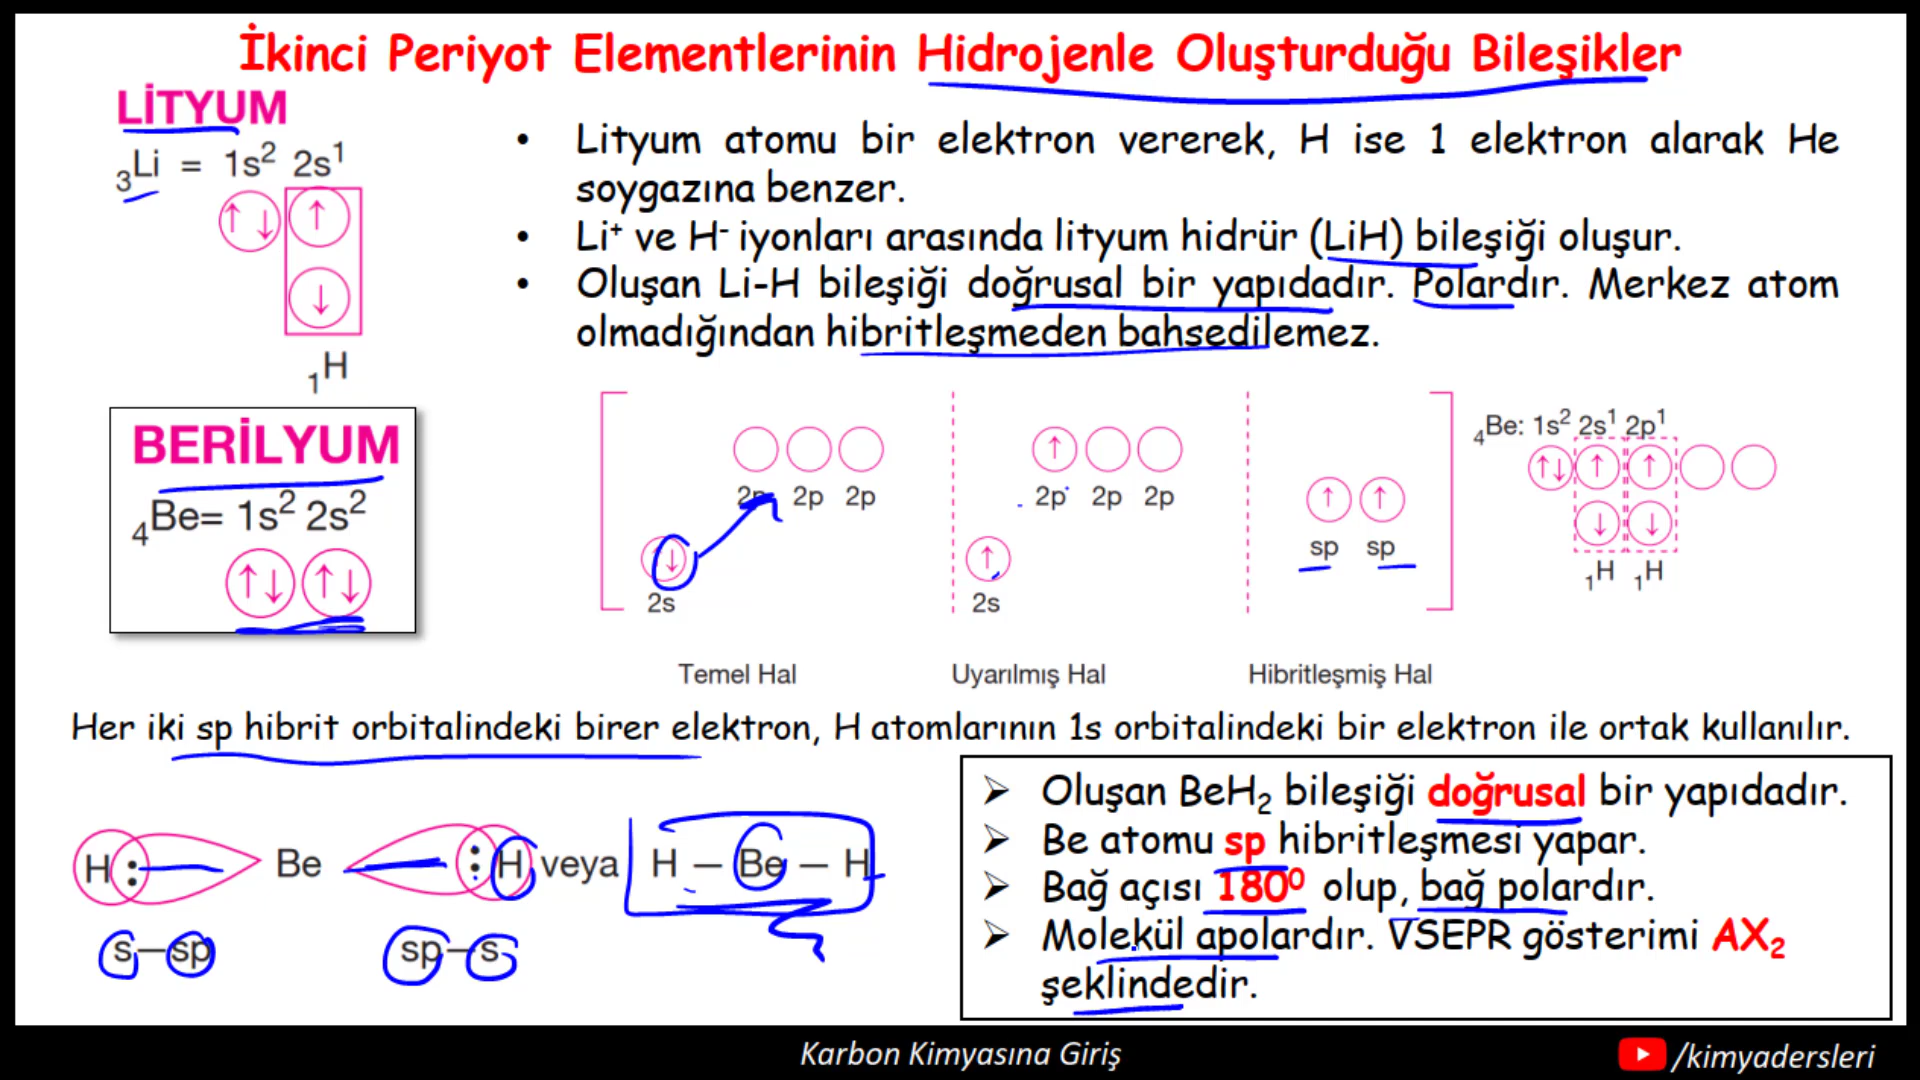 İkinci Periyot Elementlerinin Hidrojenle Oluşturduğu Bileşikler
LİTYUM
₃Li = 1s² 2s¹
₁H
• Lityum atomu bir elektron vererek, H ise 1 elektron alarak He
soygazına benzer.
• Li⁺ ve H⁻ iyonları arasında lityum hidrür (LiH) bileşiği oluşur.
• Oluşan Li-H bileşiği doğrusal bir yapıdadır. Polardır. Merkez atom
olmadığından hibritleşmeden bahsedilemez.
BERİLYUM
₄Be= 1s² 2s²
2p 2p 2p
2s
Temel Hal
2p 2p 2p
2s
Uyarılmış Hal
sp sp
Hibritleşmiş Hal
₄Be: 1s² 2s¹ 2p¹
₁H ₁H
Her iki sp hibrit orbitalindeki birer elektron, H atomlarının 1s orbitalindeki bir elektron ile ortak kullanılır.
H : Be : H veya H – Be – H
s–sp sp–s
➢ Oluşan BeH₂ bileşiği doğrusal bir yapıdadır.
➢ Be atomu sp hibritleşmesi yapar.
➢ Bağ açısı 180⁰ olup, bağ polardır.
➢ Molekül apolardır. VSEPR gösterimi AX₂
şeklindedir.
Karbon Kimyasına Giriş
/kimyadersleri